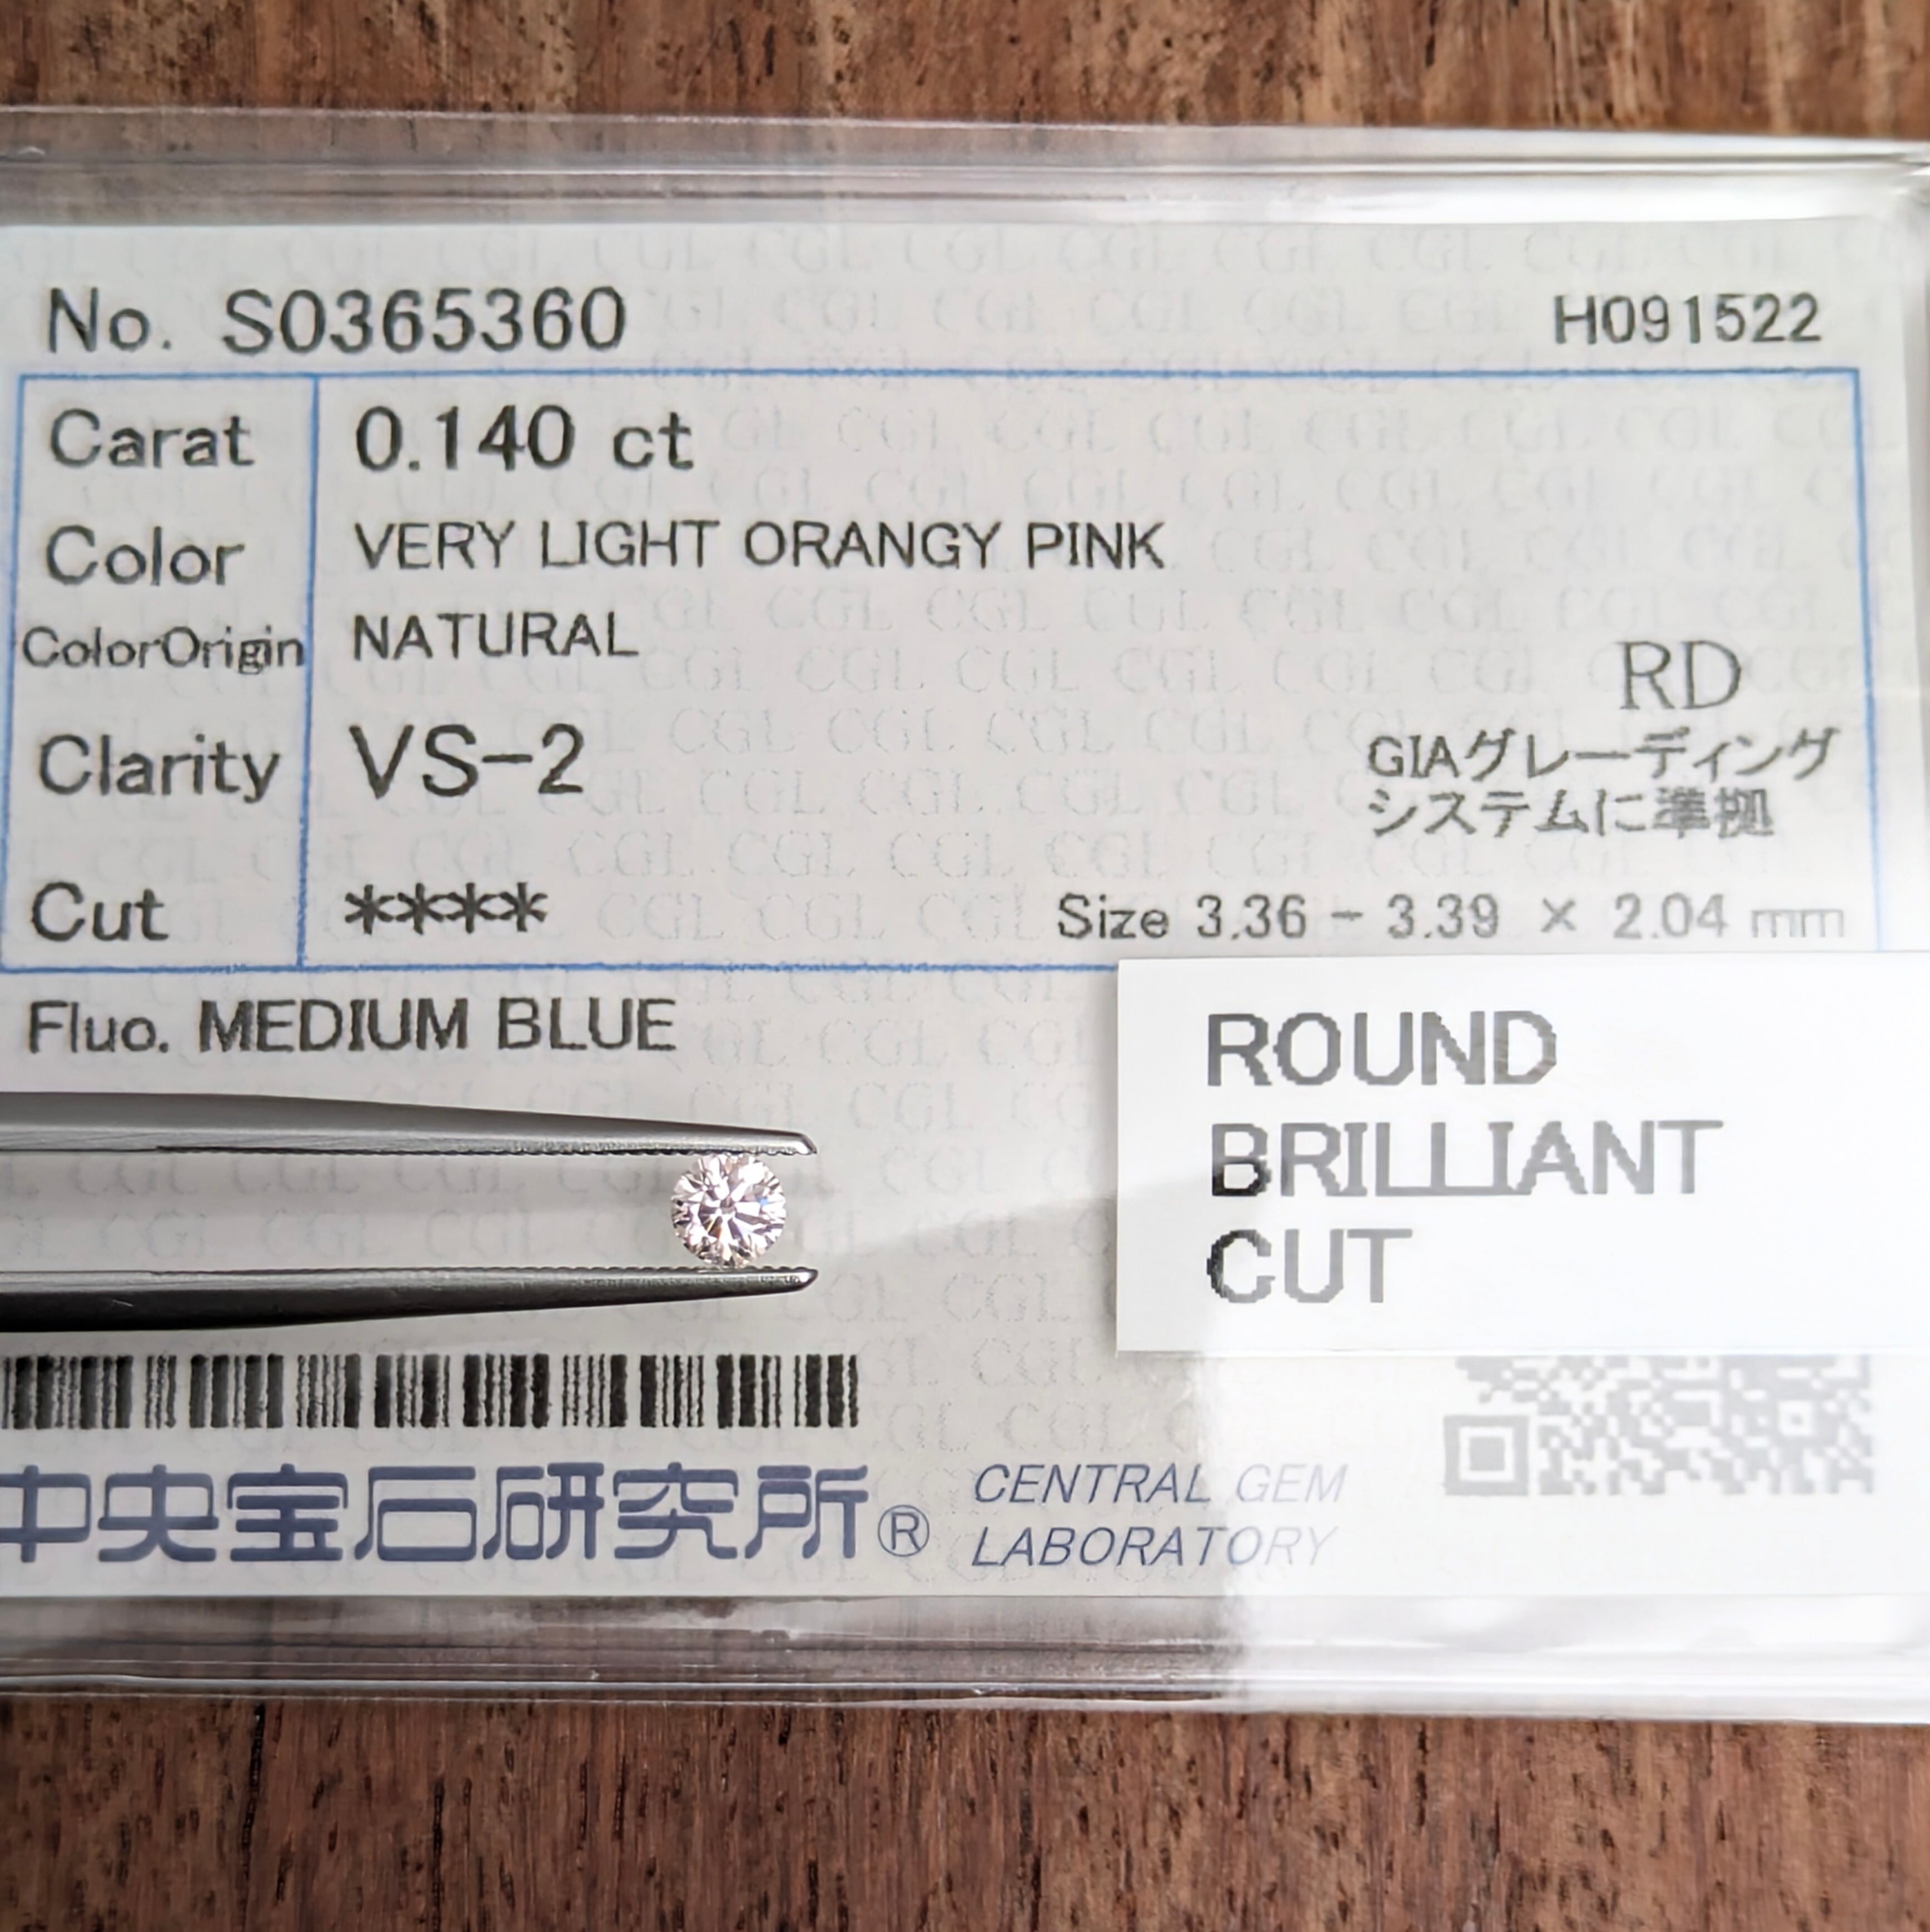 No. S0365360
H091522
Carat 0.140 ct
Color VERY LIGHT ORANGY PINK
ColorOrigin NATURAL
RD
Clarity VS-2
GIAグレーディング
システムに準拠
Cut ****
Size 3.36 - 3.39 × 2.04 mm
Fluo. MEDIUM BLUE
ROUND
BRILLIANT
CUT
中央宝石研究所®
CENTRAL GEM
LABORATORY